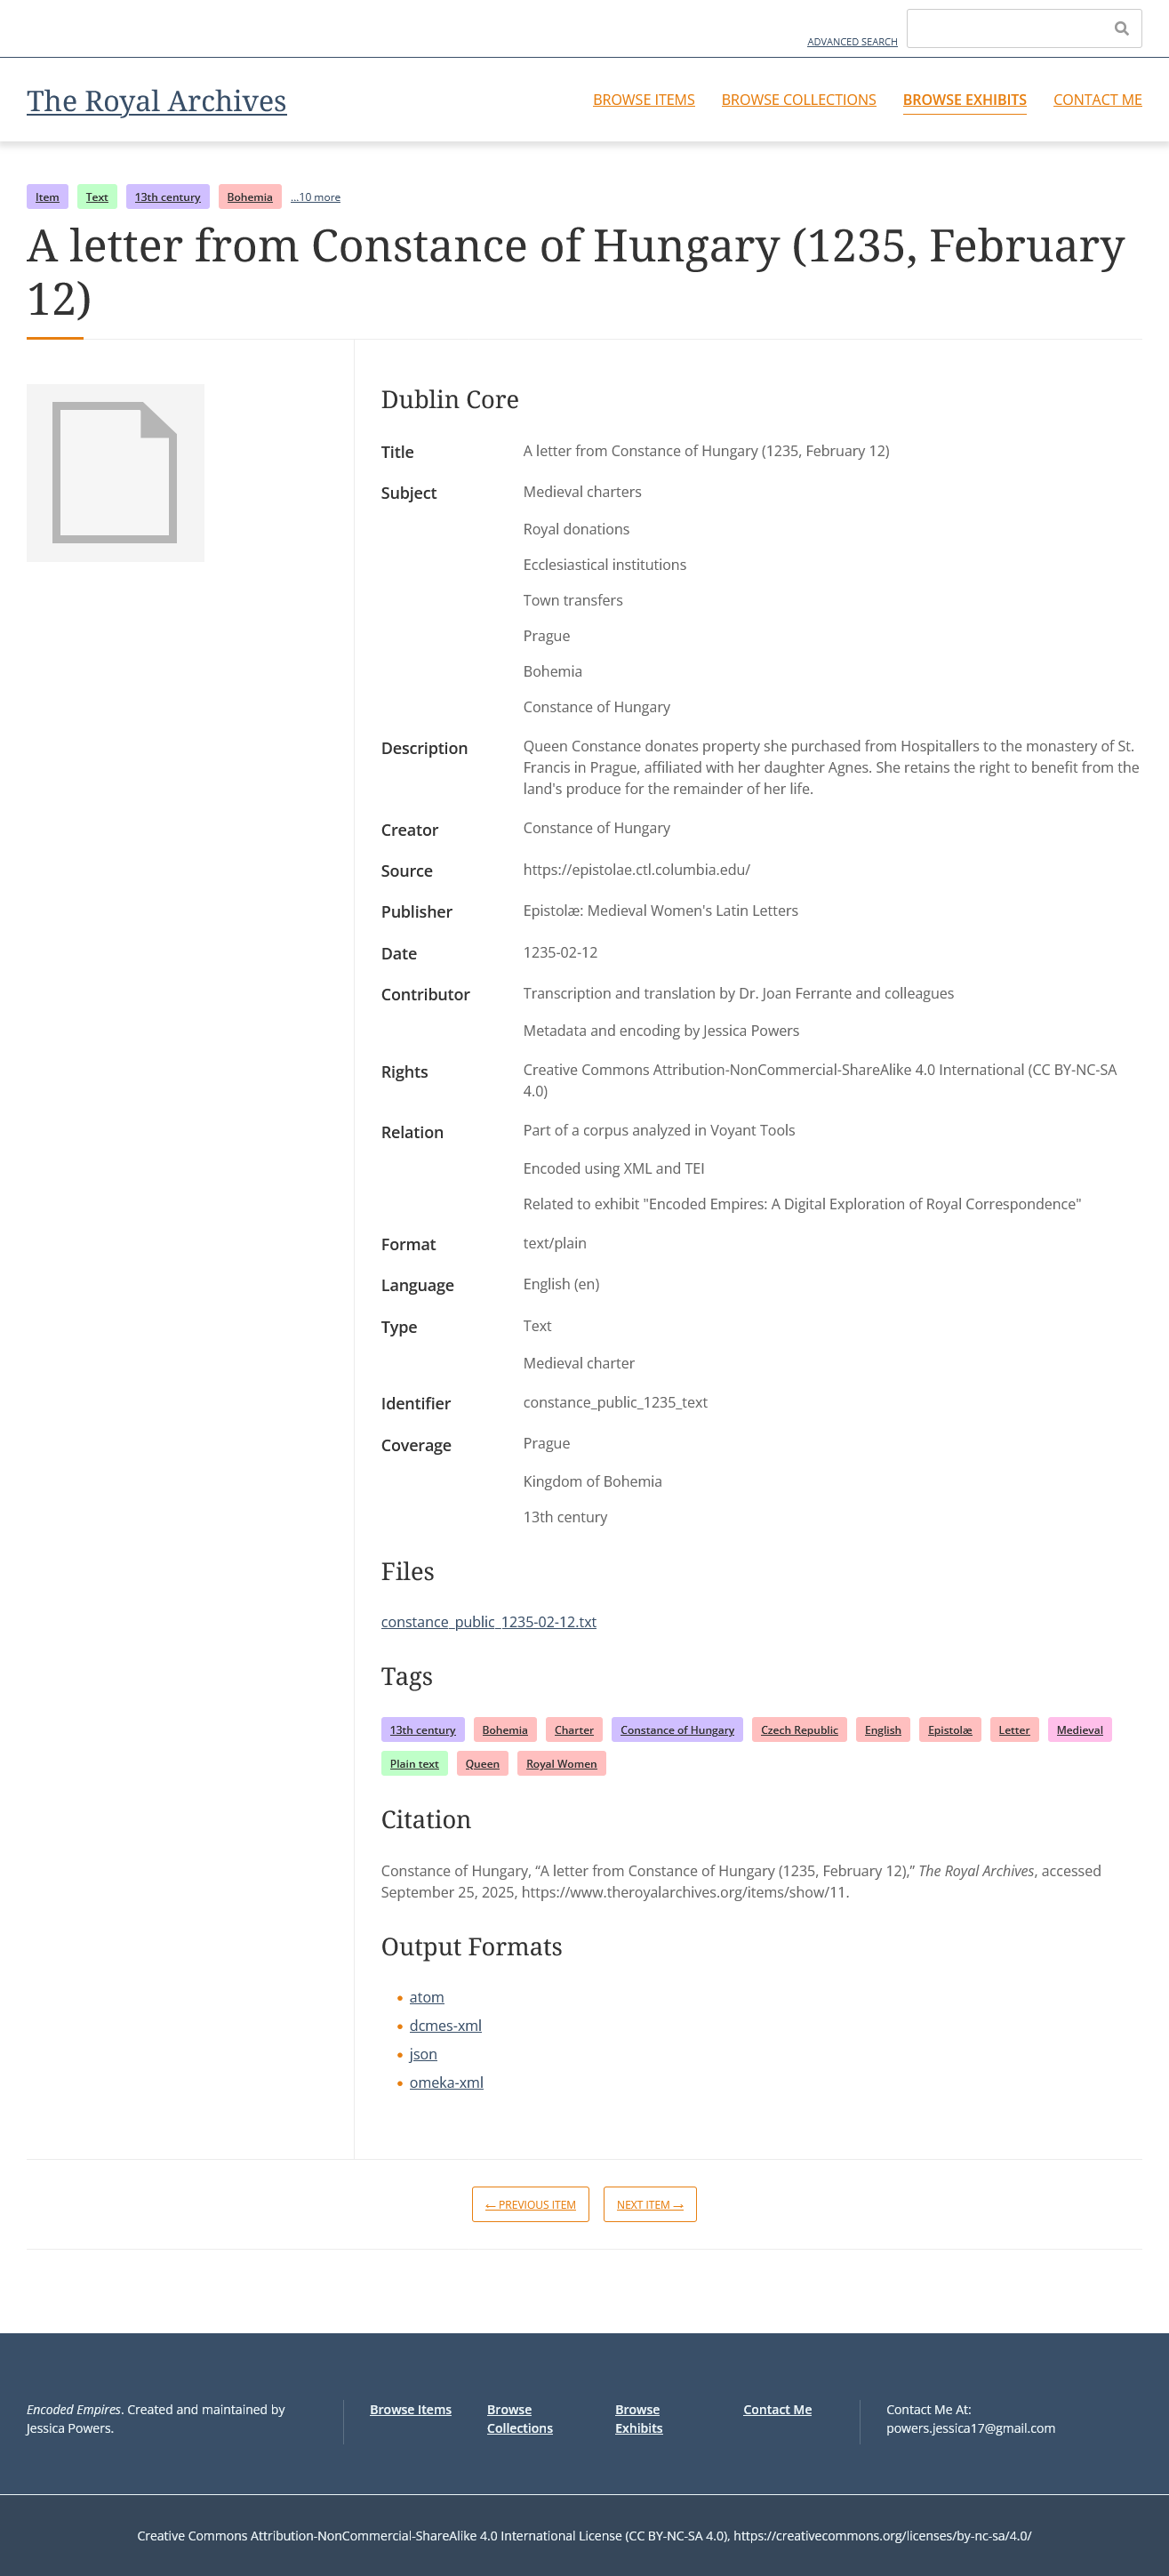 ADVANCED SEARCH
The Royal Archives
BROWSE ITEMS BROWSE COLLECTIONS BROWSE EXHIBITS CONTACT ME
Item Text 13th century Bohemia ...10 more
A letter from Constance of Hungary (1235, February
12)
Dublin Core
Title A letter from Constance of Hungary (1235, February 12)
Subject Medieval charters
Royal donations
Ecclesiastical institutions
Town transfers
Prague
Bohemia
Constance of Hungary
Description Queen Constance donates property she purchased from Hospitallers to the monastery of St.
Francis in Prague, affiliated with her daughter Agnes. She retains the right to benefit from the
land's produce for the remainder of her life.
Creator Constance of Hungary
Source https://epistolae.ctl.columbia.edu/
Publisher Epistolæ: Medieval Women's Latin Letters
Date 1235-02-12
Contributor Transcription and translation by Dr. Joan Ferrante and colleagues
Metadata and encoding by Jessica Powers
Rights Creative Commons Attribution-NonCommercial-ShareAlike 4.0 International (CC BY-NC-SA
4.0)
Relation Part of a corpus analyzed in Voyant Tools
Encoded using XML and TEI
Related to exhibit "Encoded Empires: A Digital Exploration of Royal Correspondence"
Format text/plain
Language English (en)
Type Text
Medieval charter
Identifier constance_public_1235_text
Coverage Prague
Kingdom of Bohemia
13th century
Files
constance_public_1235-02-12.txt
Tags
13th century Bohemia Charter Constance of Hungary Czech Republic English Epistolæ Letter Medieval
Plain text Queen Royal Women
Citation
Constance of Hungary, “A letter from Constance of Hungary (1235, February 12),” The Royal Archives, accessed
September 25, 2025, https://www.theroyalarchives.org/items/show/11.
Output Formats
atom
dcmes-xml
json
omeka-xml
← PREVIOUS ITEM NEXT ITEM →
Encoded Empires. Created and maintained by
Jessica Powers.
Browse Items
Browse
Collections
Browse
Exhibits
Contact Me
Contact Me At:
powers.jessica17@gmail.com
Creative Commons Attribution-NonCommercial-ShareAlike 4.0 International License (CC BY-NC-SA 4.0), https://creativecommons.org/licenses/by-nc-sa/4.0/